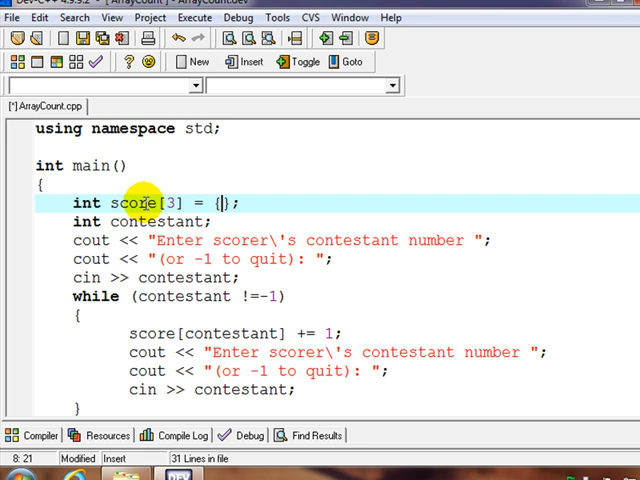 Dev-C++ 4.9.9.2 - [ ArrayCount ] - ArrayCount.dev
File Edit Search View Project Execute Debug Tools CVS Window Help
New Insert Toggle Goto
[*] ArrayCount.cpp
using namespace std;
int main()
{
int score[3] = {};
int contestant;
cout << "Enter scorer\'s contestant number ";
cout << "(or -1 to quit): ";
cin >> contestant;
while (contestant !=-1)
{
score[contestant] += 1;
cout << "Enter scorer\'s contestant number ";
cout << "(or -1 to quit): ";
cin >> contestant;
}
Compiler Resources Compile Log Debug Find Results
8: 21 Modified Insert 31 Lines in file
DEV